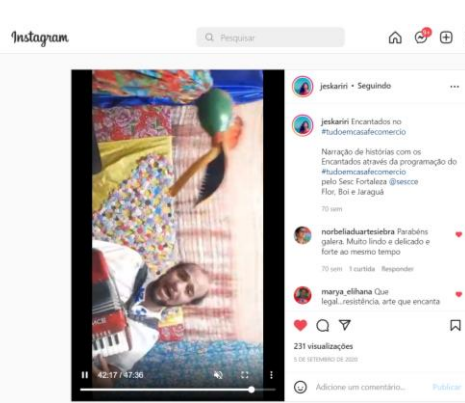 Instagram
Pesquisar
jeskariri • Seguindo
jeskariri Encantados no
#tudoemcasafecomercio
Narração de histórias com os
Encantados através da programação do
#tudoemcasafecomercio
pelo Sesc Fortaleza @sescce
Flor, Boi e Jaraguá
70 sem
norbeliaduartesiebra Parabéns
galera. Muito lindo e delicado e
forte ao mesmo tempo
70 sem 1 curtida Responder
marya_elihana Que
legal...resistência, arte que encanta
231 visualizações
5 DE SETEMBRO DE 2020
Adicione um comentário... Publicar
42:17 / 47:36